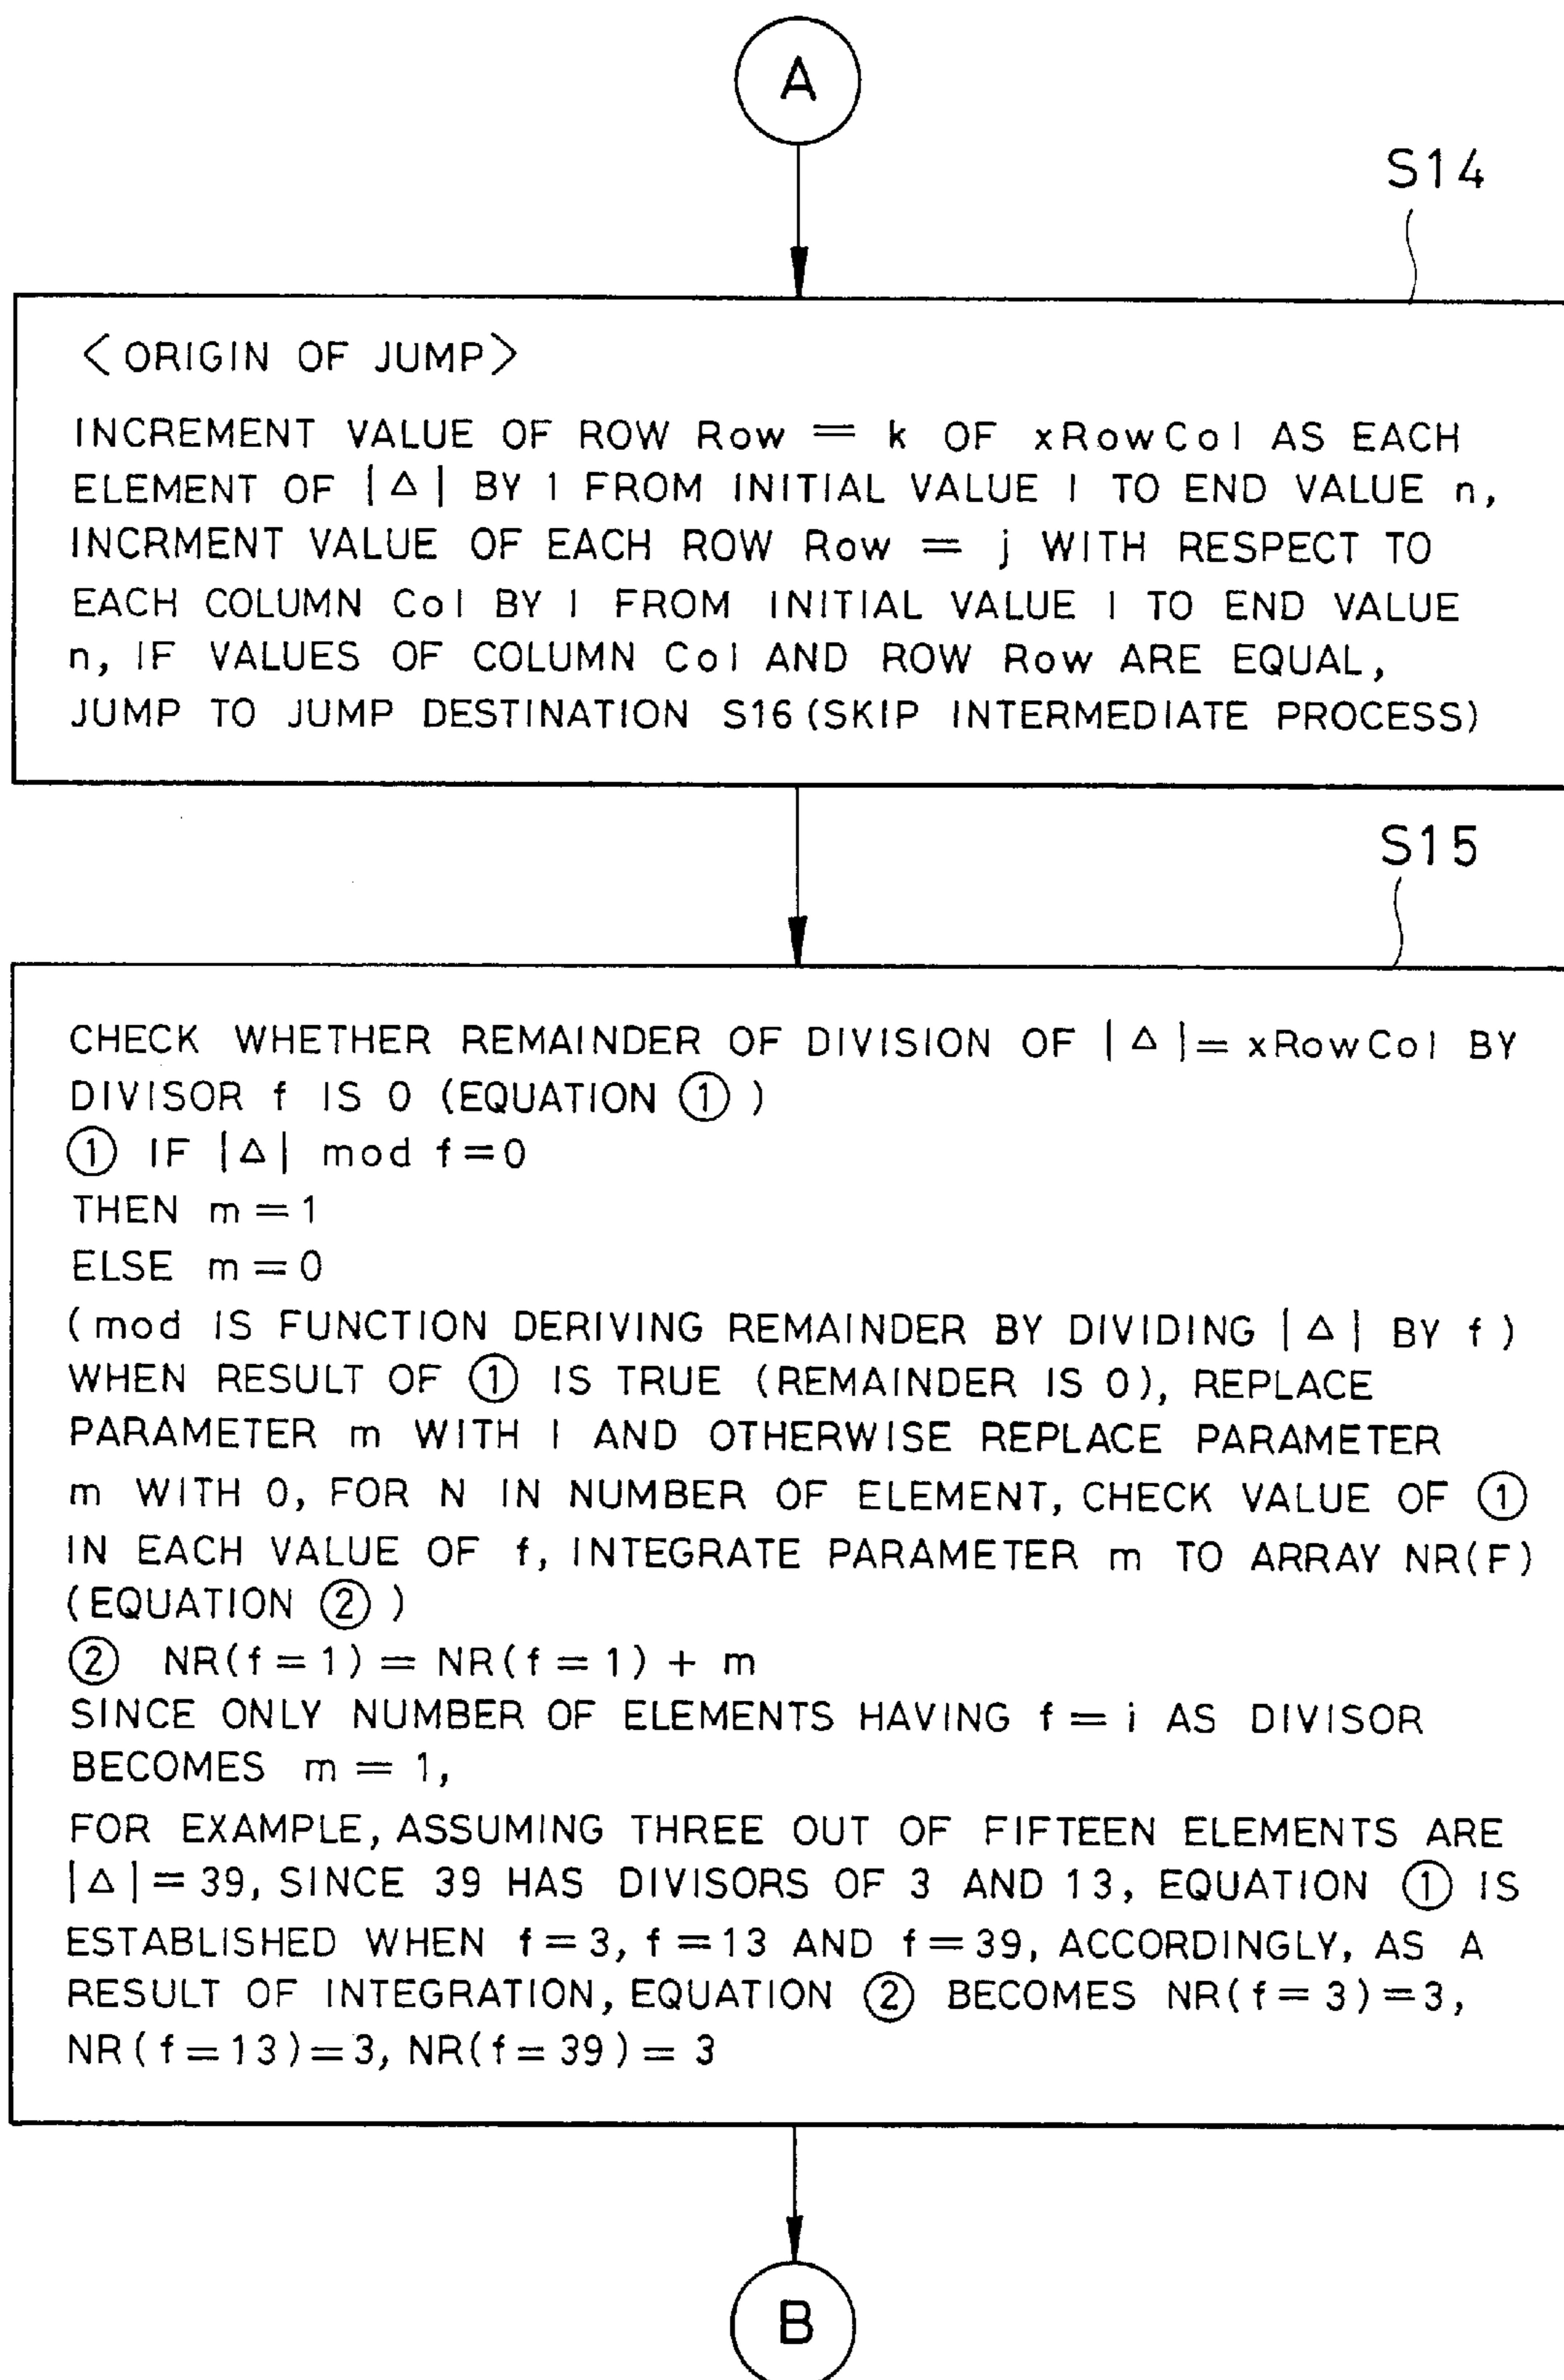 A
S14
<ORIGIN OF JUMP>
INCREMENT VALUE OF ROW Row = k OF xRowCol AS EACH
ELEMENT OF |△| BY 1 FROM INITIAL VALUE 1 TO END VALUE n,
INCRMENT VALUE OF EACH ROW Row = j WITH RESPECT TO
EACH COLUMN Col BY 1 FROM INITIAL VALUE 1 TO END VALUE
n, IF VALUES OF COLUMN Col AND ROW Row ARE EQUAL,
JUMP TO JUMP DESTINATION S16 (SKIP INTERMEDIATE PROCESS)
S15
CHECK WHETHER REMAINDER OF DIVISION OF |△| = xRowCol BY
DIVISOR f IS 0 (EQUATION ①)
① IF |△| mod f=0
THEN m=1
ELSE m=0
(mod IS FUNCTION DERIVING REMAINDER BY DIVIDING |△| BY f)
WHEN RESULT OF ① IS TRUE (REMAINDER IS 0), REPLACE
PARAMETER m WITH 1 AND OTHERWISE REPLACE PARAMETER
m WITH 0, FOR N IN NUMBER OF ELEMENT, CHECK VALUE OF ①
IN EACH VALUE OF f, INTEGRATE PARAMETER m TO ARRAY NR(F)
(EQUATION ②)
② NR(f=1) = NR(f=1) + m
SINCE ONLY NUMBER OF ELEMENTS HAVING f=i AS DIVISOR
BECOMES m=1,
FOR EXAMPLE, ASSUMING THREE OUT OF FIFTEEN ELEMENTS ARE
|△|=39, SINCE 39 HAS DIVISORS OF 3 AND 13, EQUATION ① IS
ESTABLISHED WHEN f=3, f=13 AND f=39, ACCORDINGLY, AS A
RESULT OF INTEGRATION, EQUATION ② BECOMES NR(f=3)=3,
NR(f=13)=3, NR(f=39)=3
B